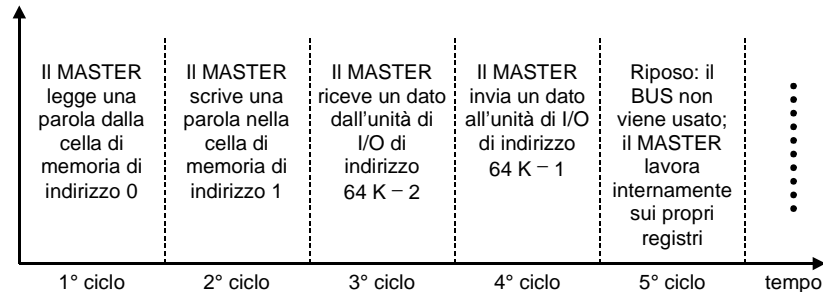 Il MASTER
legge una
parola dalla
cella di
memoria di
indirizzo 0
Il MASTER
scrive una
parola nella
cella di
memoria di
indirizzo 1
Il MASTER
riceve un dato
dall'unità di
I/O di
indirizzo
64 K – 2
Il MASTER
invia un dato
all'unità di I/O
di indirizzo
64 K – 1
Riposo: il
BUS non
viene usato;
il MASTER
lavora
internamente
sui propri
registri
1° ciclo
2° ciclo
3° ciclo
4° ciclo
5° ciclo
tempo